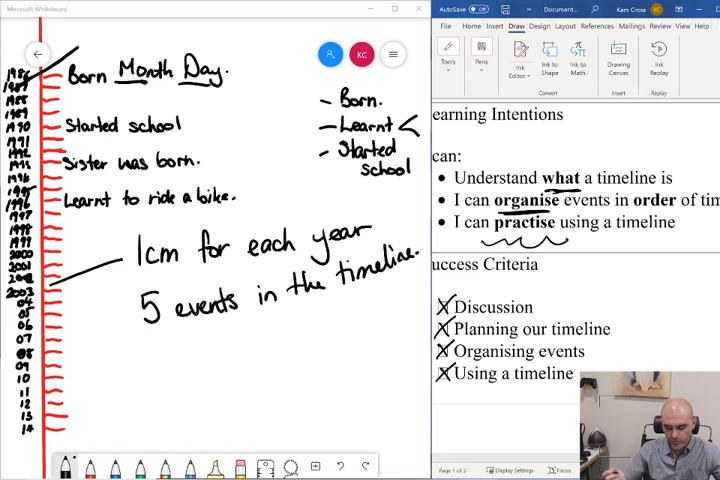 Microsoft Whiteboard
AutoSave Off
Document...
Kam Cross
KC
KC
File Home Insert Draw Design Layout References Mailings Review View Help
Tools
Pens
Ink Editor
Ink to Shape
Ink to Math
Drawing Canvas
Ink Replay
Convert
Insert
Replay
Born Month Day.
Started school
Sister was born.
Learnt to ride a bike.
- Born.
- Learnt
- Started school
1cm for each year
5 events in the timeline.
1986
1987
1988
1989
1990
1991
1992
1994
1995
1996
1997
1998
1999
2000
2001
2002
2003
04
05
06
07
08
09
10
11
12
13
14
earning Intentions
can:
Understand what a timeline is
I can organise events in order of tim
I can practise using a timeline
uccess Criteria
Discussion
Planning our timeline
Organising events
Using a timeline
Page 1 of 2
Display Settings
Focus